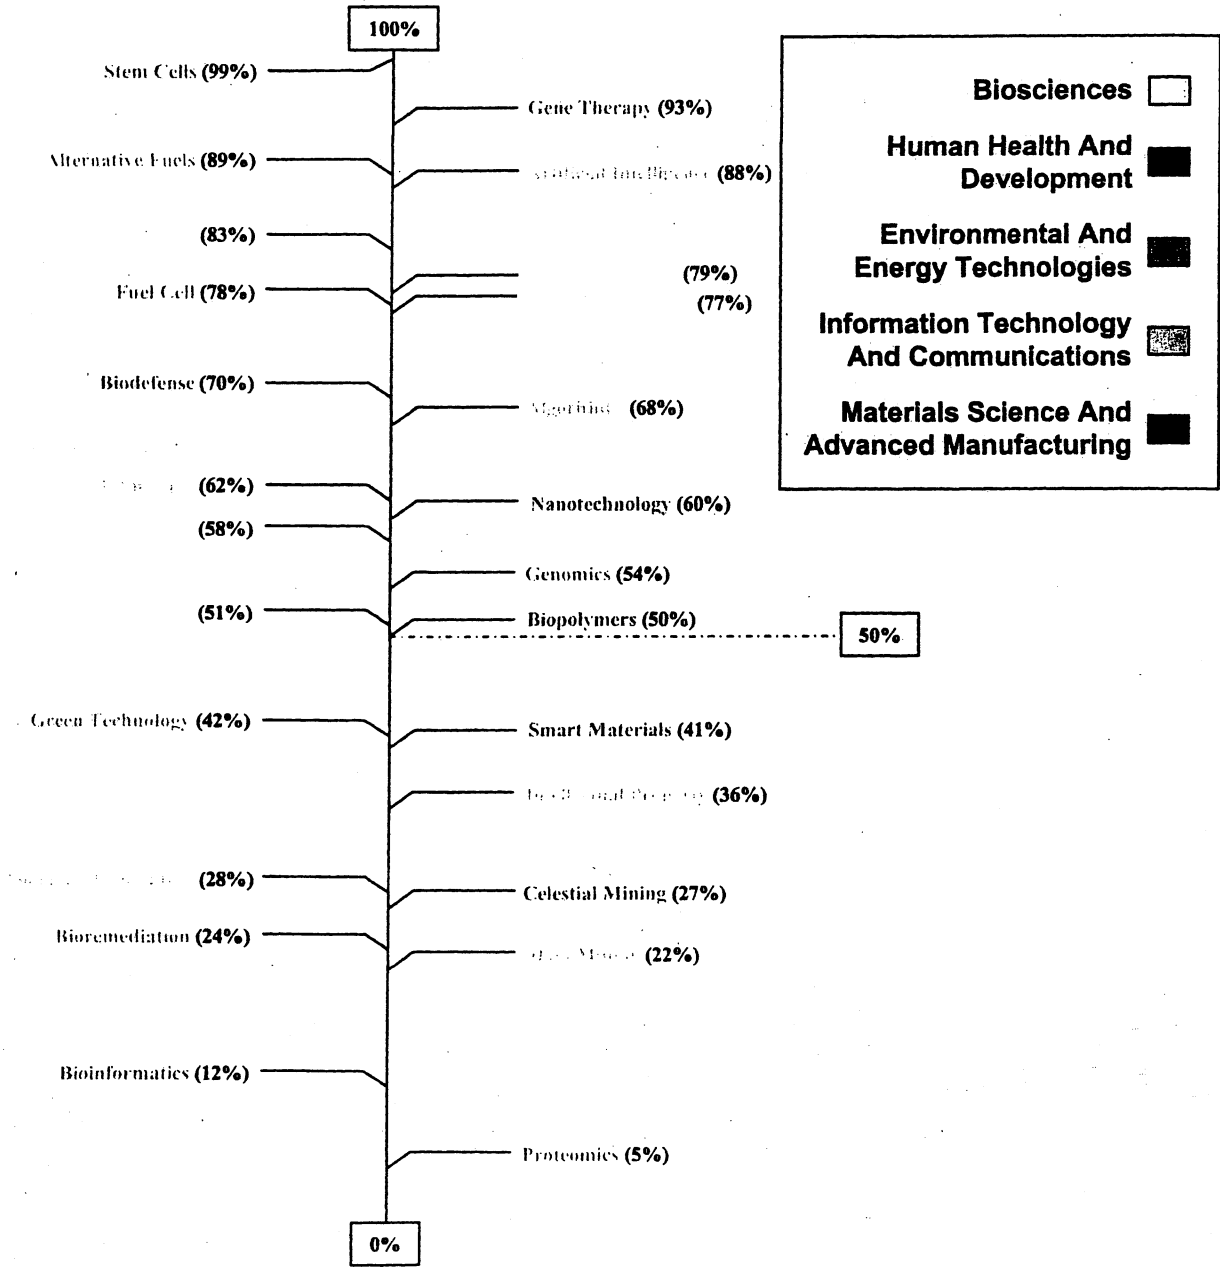 100%
Stem Cells (99%)
Gene Therapy (93%)
Alternative Fuels (89%)
Artificial Intelligence (88%)
(83%)
(79%)
Fuel Cell (78%)
(77%)
Biodefense (70%)
(68%)
(62%)
Nanotechnology (60%)
(58%)
Genomics (54%)
(51%)
Biopolymers (50%)
50%
Green Technology (42%)
Smart Materials (41%)
(36%)
(28%)
Celestial Mining (27%)
Bioremediation (24%)
(22%)
Bioinformatics (12%)
Proteomics (5%)
0%
Biosciences
Human Health And
Development
Environmental And
Energy Technologies
Information Technology
And Communications
Materials Science And
Advanced Manufacturing